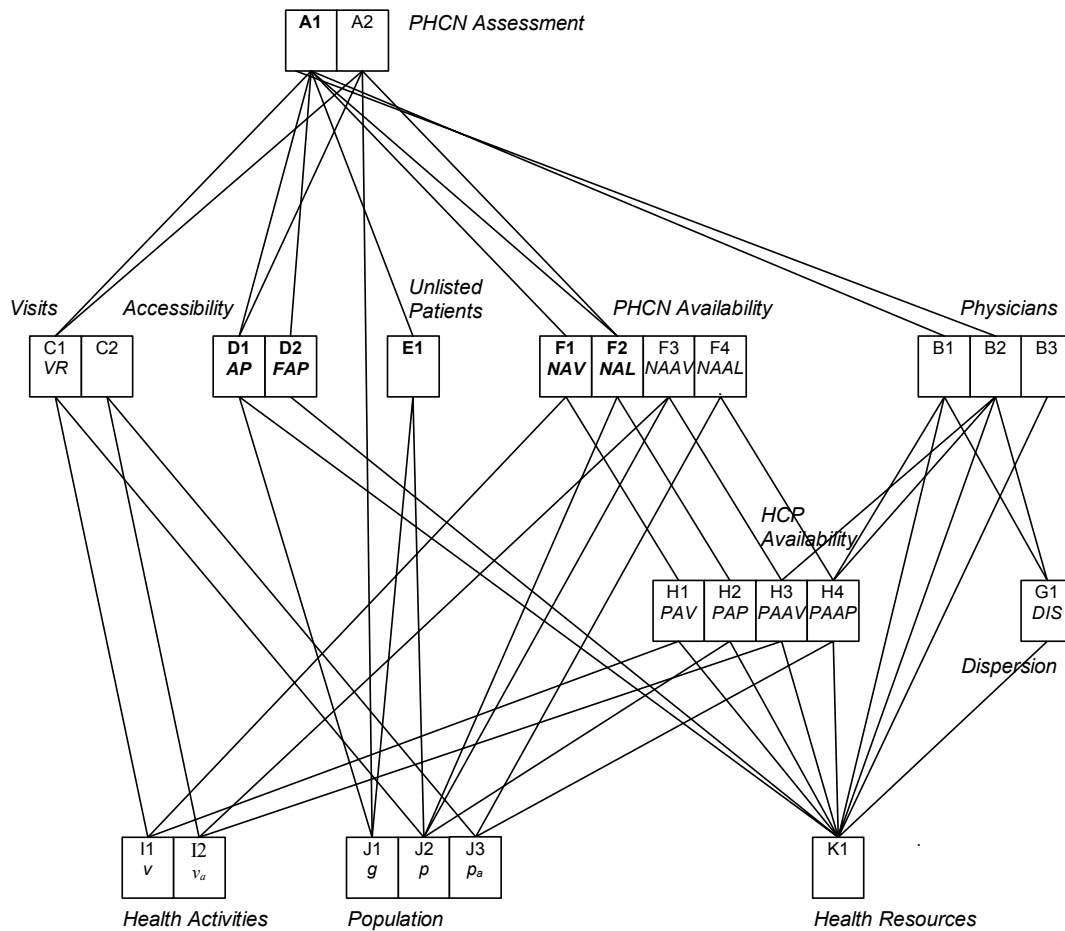 A1 A2 PHCN Assessment
Unlisted
Visits Accessibility Patients PHCN Availability Physicians
C1 C2 D1 D2 E1 F1 F2 F3 F4 B1 B2 B3
VR AP FAP NAV NAL NAAV NAAL
HCP
Availability
H1 H2 H3 H4 G1
PAV PAP PAAV PAAP DIS
Dispersion
I1 I2 J1 J2 J3 K1
v va g p pa
Health Activities Population Health Resources